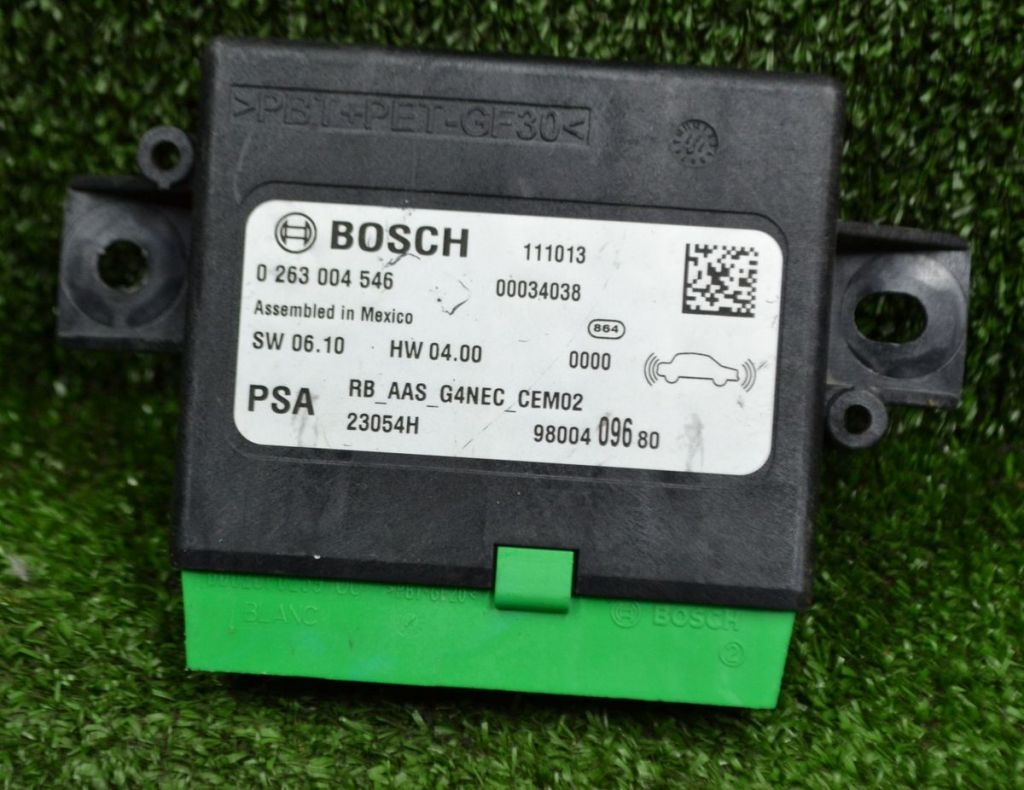 >PBT+PET-GF30<
BOSCH 111013
0 263 004 546 00034038
Assembled in Mexico 864
SW 06.10 HW 04.00 0000
PSA RB_AAS_G4NEC_CEM02
23054H 98004 096 80
BLANC BOSCH
2